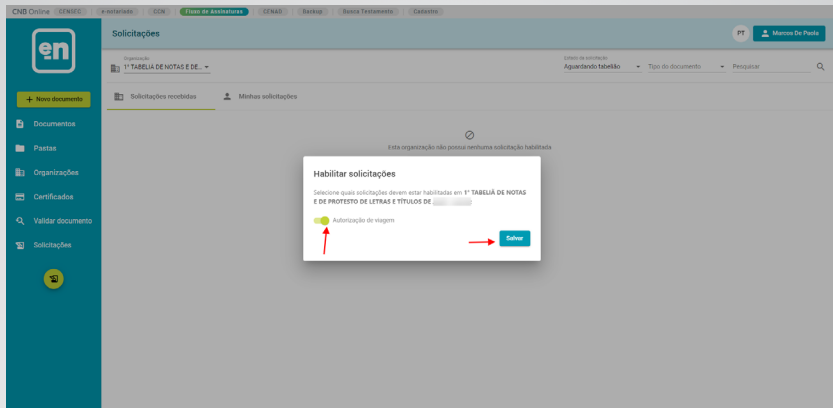 CNB Online CENSEC e-notariado CCN Fluxo de Assinaturas CENAD Backup Busca Testamento Cadastro
en
Solicitações
PT Marcos De Paola
Organização
1° TABELIÃ DE NOTAS E DE...
Estado da solicitação
Aguardando tabelião
Tipo do documento
Pesquisar
+ Novo documento
Solicitações recebidas
Minhas solicitações
Documentos
Pastas
Organizações
Certificados
Validar documento
Solicitações
Esta organização não possui nenhuma solicitação habilitada
Habilitar solicitações
Selecione quais solicitações devem estar habilitadas em 1° TABELIÃ DE NOTAS
E DE PROTESTO DE LETRAS E TÍTULOS DE
Autorização de viagem
Salvar